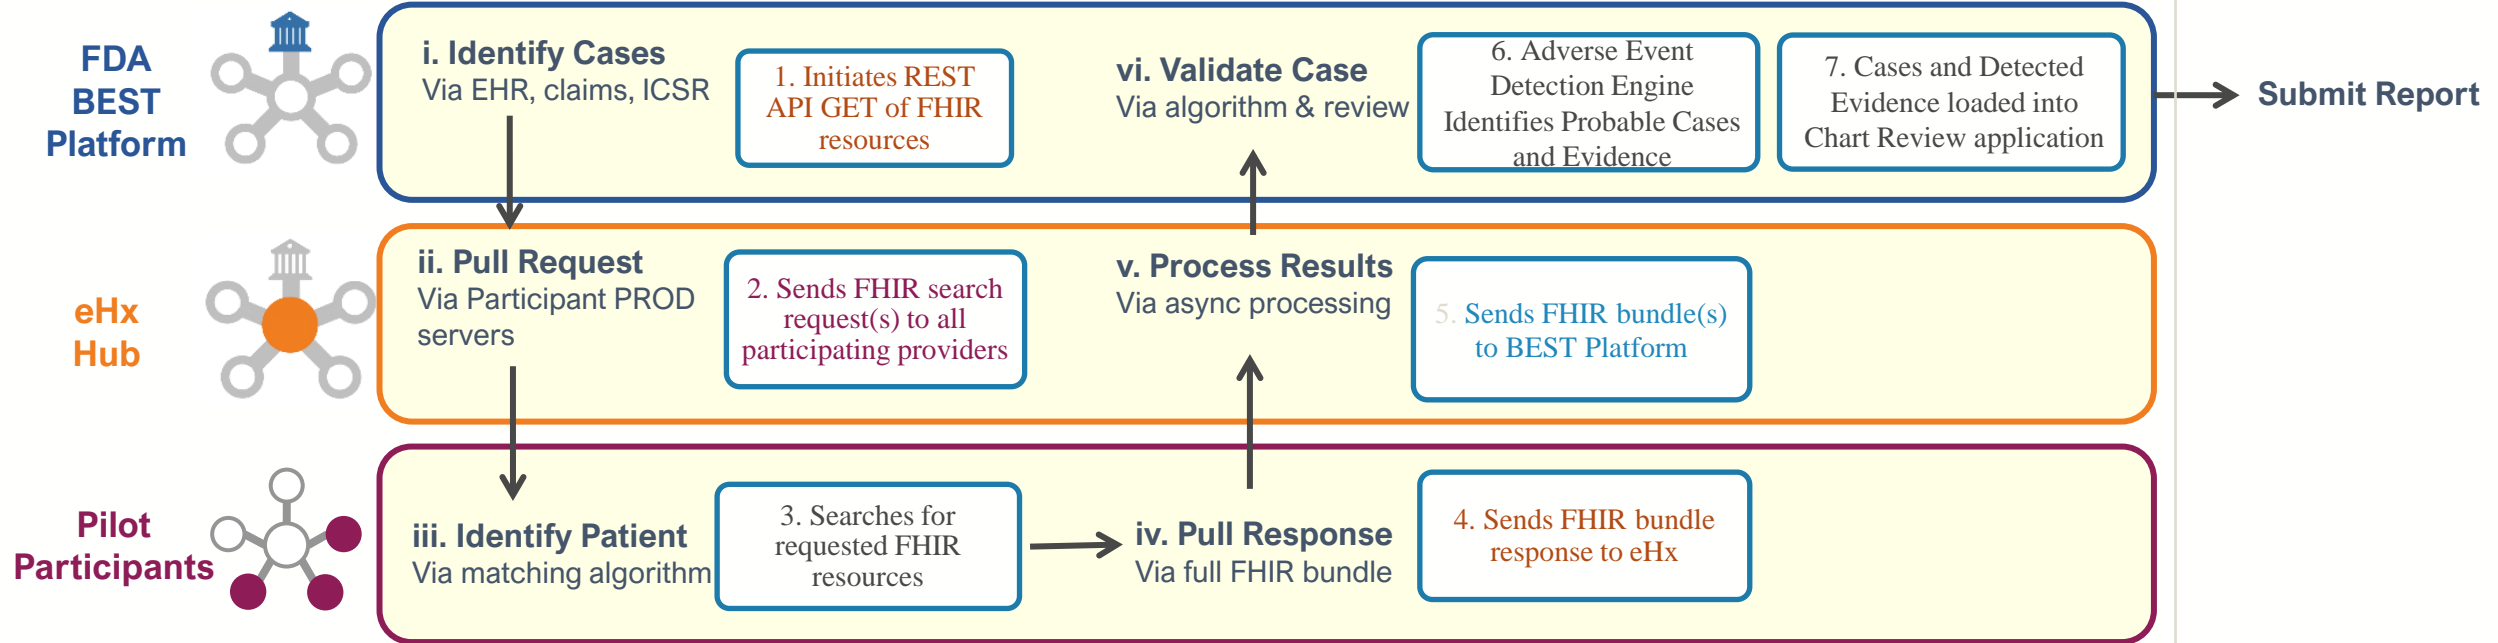 FDA
BEST
Platform
i. Identify Cases
Via EHR, claims, ICSR
1. Initiates REST
API GET of FHIR
resources
vi. Validate Case
Via algorithm & review
6. Adverse Event
Detection Engine
Identifies Probable Cases
and Evidence
7. Cases and Detected
Evidence loaded into
Chart Review application
Submit Report
eHx
Hub
ii. Pull Request
Via Participant PROD
servers
2. Sends FHIR search
request(s) to all
participating providers
v. Process Results
Via async processing
5. Sends FHIR bundle(s)
to BEST Platform
Pilot
Participants
iii. Identify Patient
Via matching algorithm
3. Searches for
requested FHIR
resources
iv. Pull Response
Via full FHIR bundle
4. Sends FHIR bundle
response to eHx